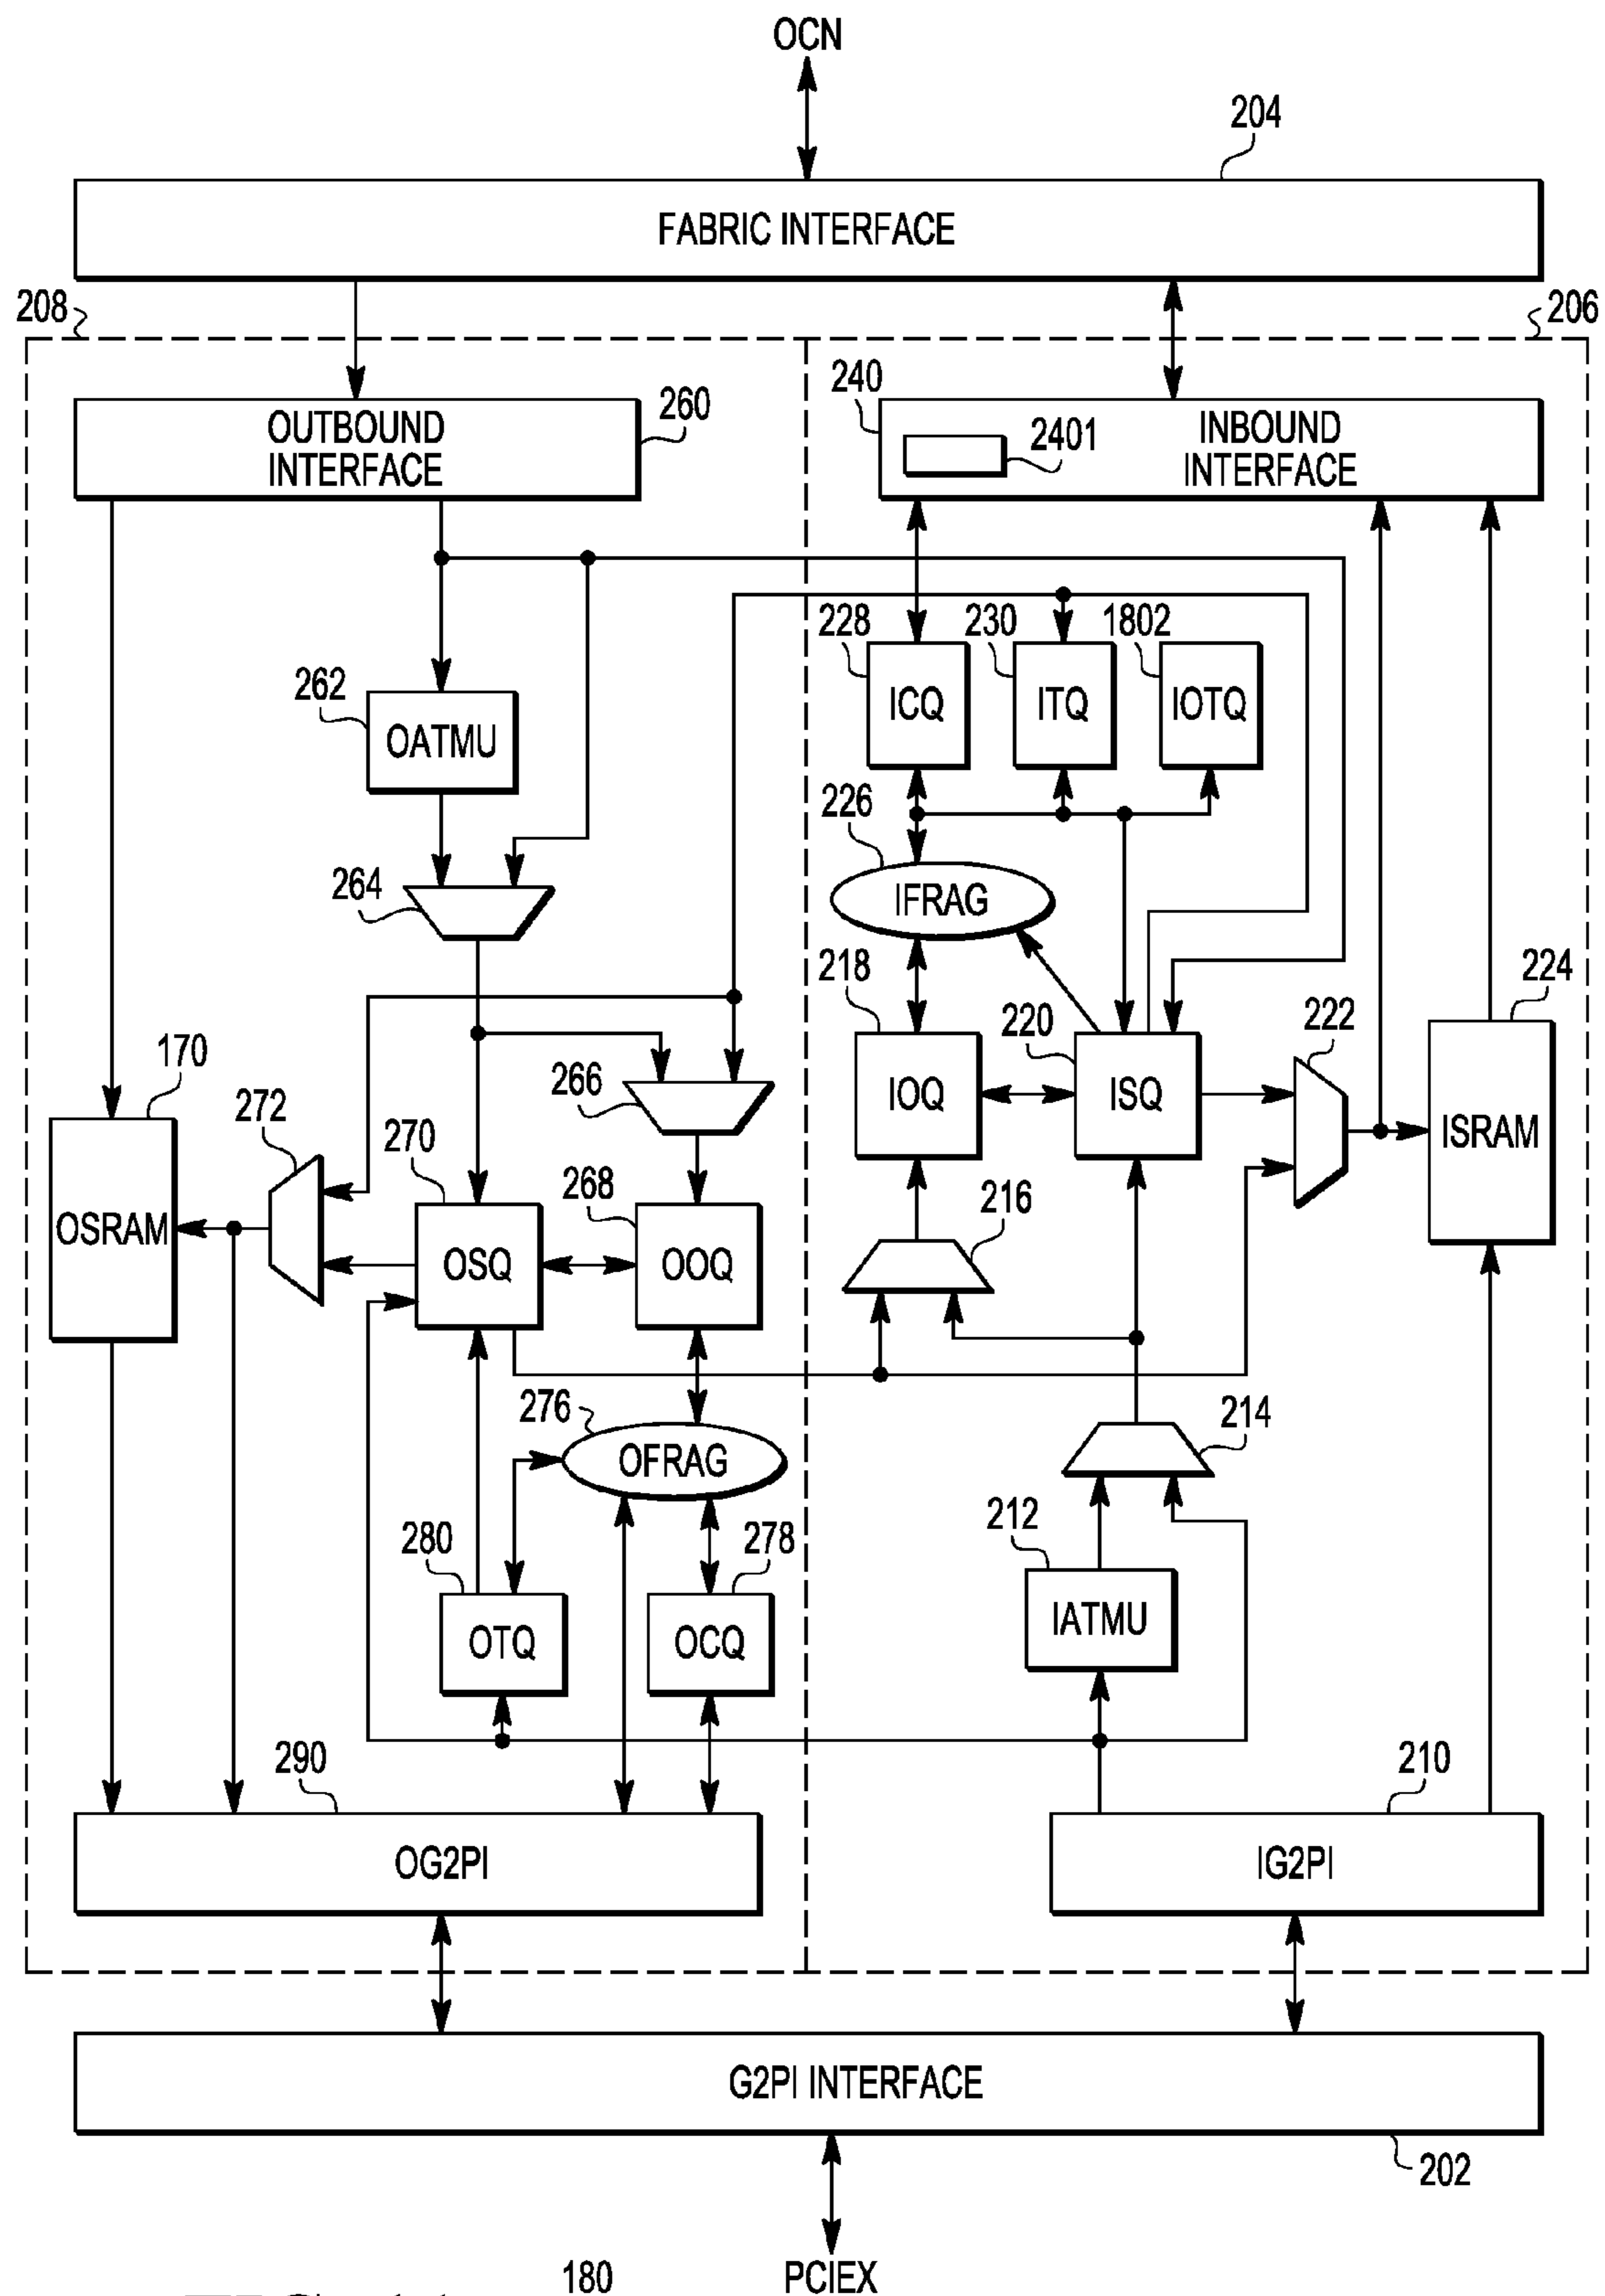 OCN
204
FABRIC INTERFACE
208
206
240
260
OUTBOUND
INTERFACE
2401
INBOUND
INTERFACE
228
230
1802
262
ICQ
ITQ
IOTQ
OATMU
226
264
IFRAG
218
224
220
222
170
266
272
IOQ
ISQ
270
ISRAM
268
216
OSRAM
OSQ
OOQ
276
214
OFRAG
212
280
278
IATMU
OTQ
OCQ
290
210
OG2PI
IG2PI
G2PI INTERFACE
202
180
PCIEX